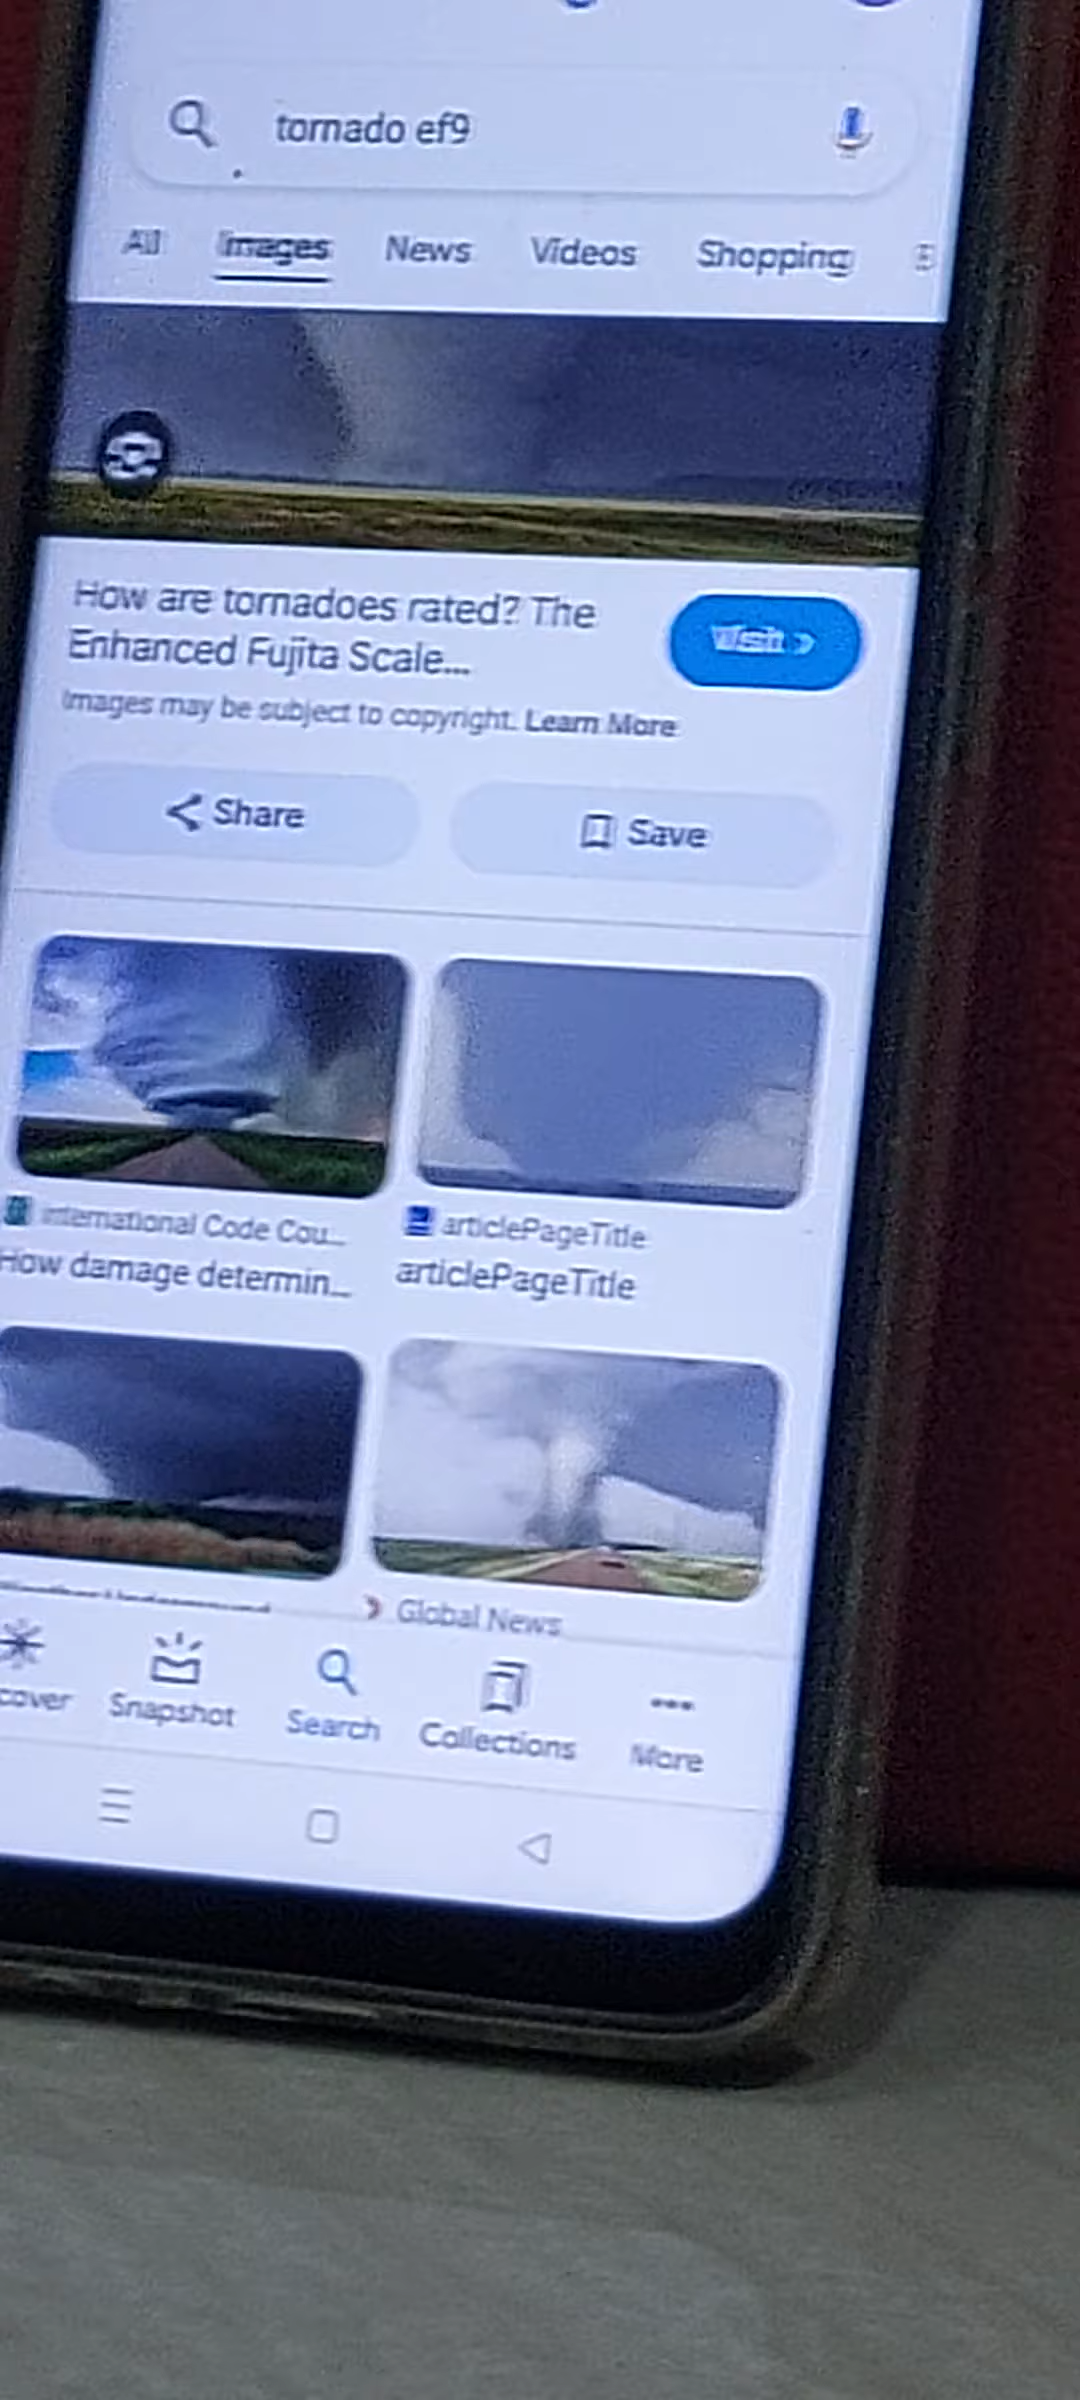 tornado ef9
All Images News Videos Shopping
How are tornadoes rated? The
Enhanced Fujita Scale...
Visit >
Images may be subject to copyright. Learn More
Share
Save
International Code Cou...
How damage determin...
articlePageTitle
articlePageTitle
Global News
cover
Snapshot
Search
Collections
More